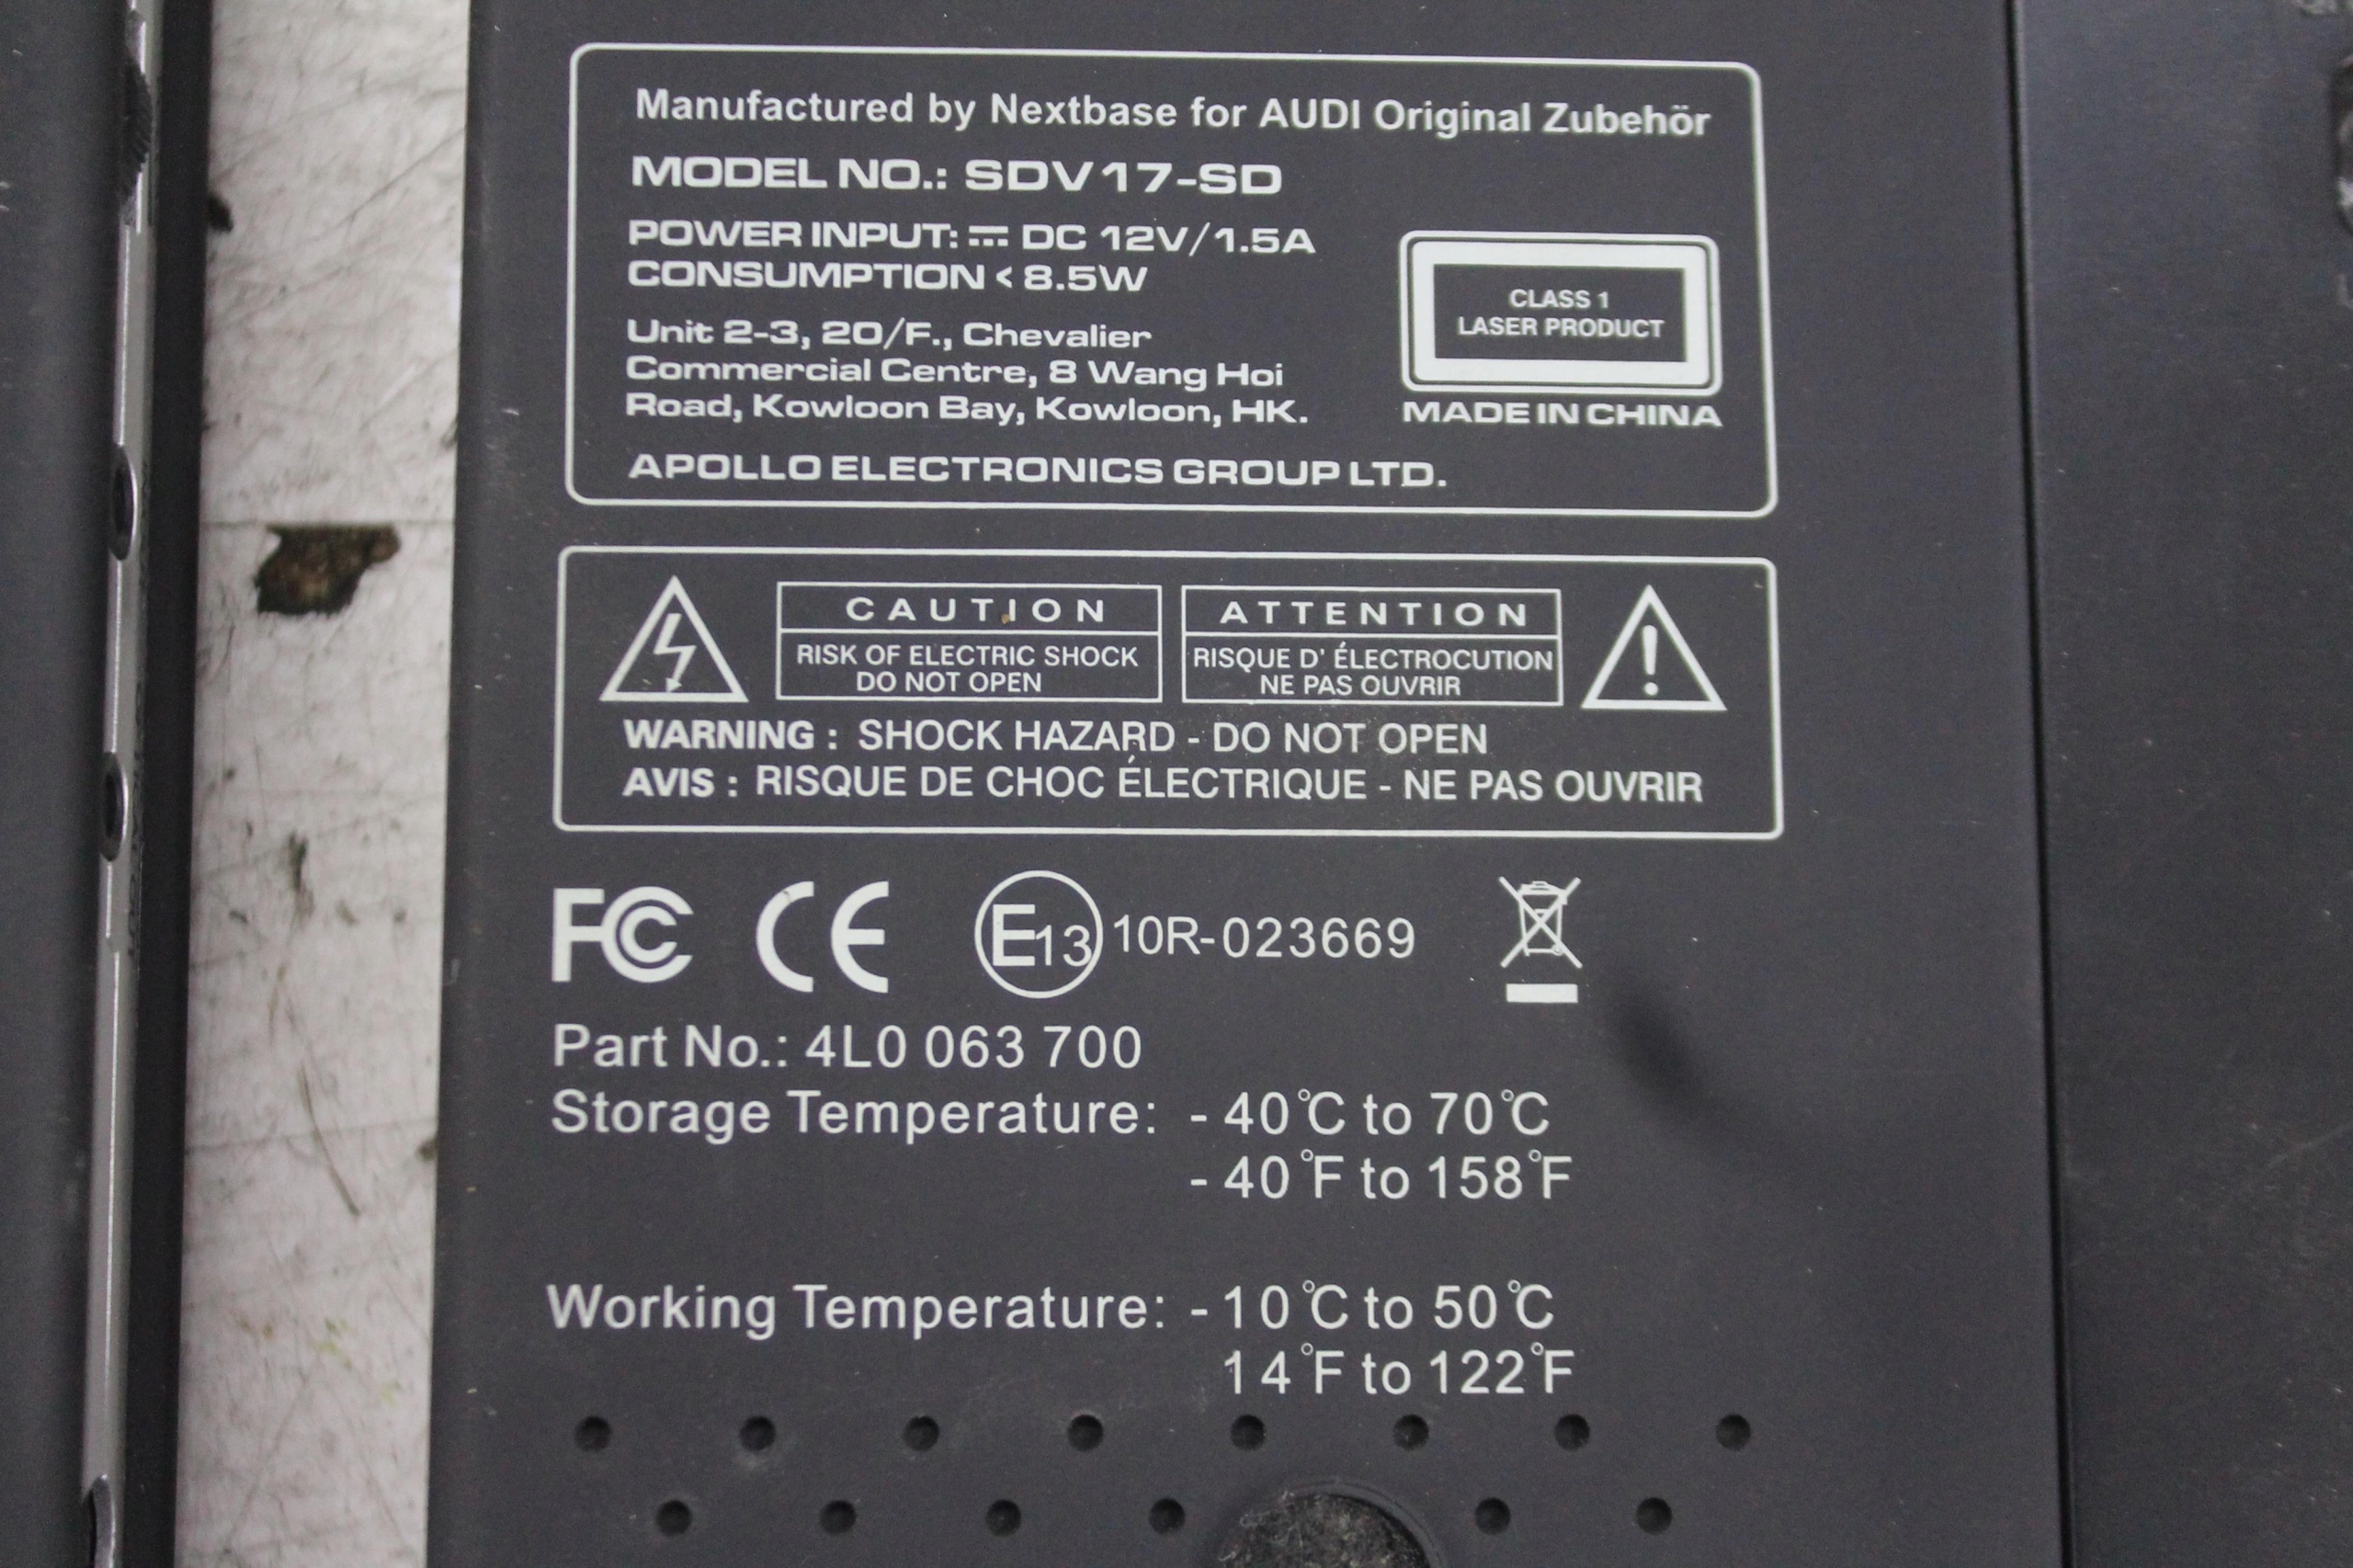 Manufactured by Nextbase for AUDI Original Zubehör
MODEL NO.: SDV17-SD
POWER INPUT: ⎓ DC 12V/1.5A
CONSUMPTION < 8.5W
Unit 2-3, 20/F., Chevalier
Commercial Centre, 8 Wang Hoi
Road, Kowloon Bay, Kowloon, HK.
APOLLO ELECTRONICS GROUP LTD.
CLASS 1
LASER PRODUCT
MADE IN CHINA
CAUTION
RISK OF ELECTRIC SHOCK
DO NOT OPEN
ATTENTION
RISQUE D' ÉLECTROCUTION
NE PAS OUVRIR
WARNING : SHOCK HAZARD - DO NOT OPEN
AVIS : RISQUE DE CHOC ÉLECTRIQUE - NE PAS OUVRIR
FC CE E13 10R-023669
Part No.: 4L0 063 700
Storage Temperature: - 40°C to 70°C
- 40°F to 158°F
Working Temperature: - 10°C to 50°C
14°F to 122°F